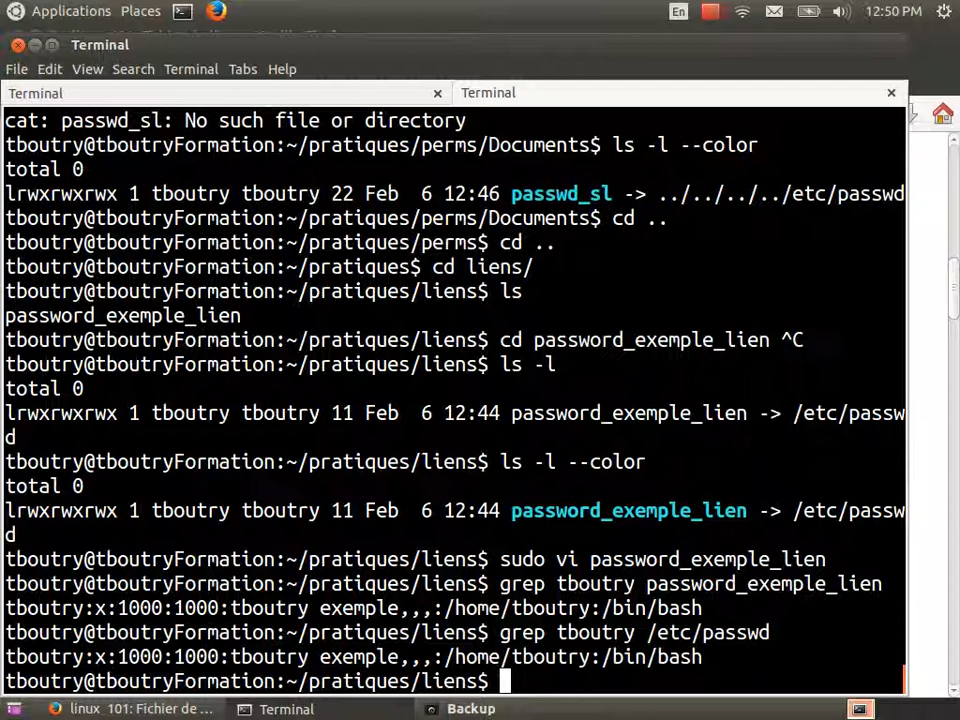 Applications Places En 12:50 PM
Terminal
File Edit View Search Terminal Tabs Help
Terminal × Terminal ×
cat: passwd_sl: No such file or directory
tboutry@tboutryFormation:~/pratiques/perms/Documents$ ls -l --color
total 0
lrwxrwxrwx 1 tboutry tboutry 22 Feb  6 12:46 passwd_sl -> ../../../../etc/passwd
tboutry@tboutryFormation:~/pratiques/perms/Documents$ cd ..
tboutry@tboutryFormation:~/pratiques/perms$ cd ..
tboutry@tboutryFormation:~/pratiques$ cd liens/
tboutry@tboutryFormation:~/pratiques/liens$ ls
password_exemple_lien
tboutry@tboutryFormation:~/pratiques/liens$ cd password_exemple_lien ^C
tboutry@tboutryFormation:~/pratiques/liens$ ls -l
total 0
lrwxrwxrwx 1 tboutry tboutry 11 Feb  6 12:44 password_exemple_lien -> /etc/passw
d
tboutry@tboutryFormation:~/pratiques/liens$ ls -l --color
total 0
lrwxrwxrwx 1 tboutry tboutry 11 Feb  6 12:44 password_exemple_lien -> /etc/passw
d
tboutry@tboutryFormation:~/pratiques/liens$ sudo vi password_exemple_lien
tboutry@tboutryFormation:~/pratiques/liens$ grep tboutry password_exemple_lien
tboutry:x:1000:1000:tboutry exemple,,,:/home/tboutry:/bin/bash
tboutry@tboutryFormation:~/pratiques/liens$ grep tboutry /etc/passwd
tboutry:x:1000:1000:tboutry exemple,,,:/home/tboutry:/bin/bash
tboutry@tboutryFormation:~/pratiques/liens$
linux_101: Fichier de ... Terminal Backup